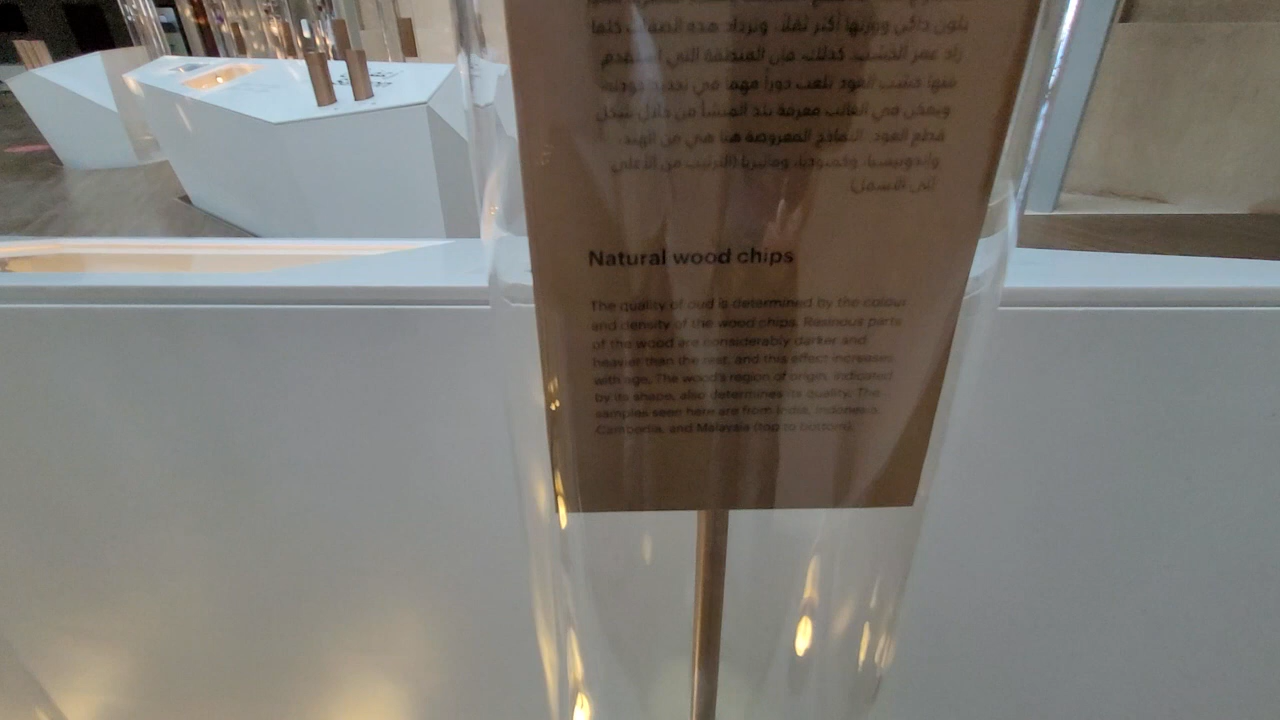 بلون داكن ووزنها أكثر ثقلاً، وتزداد هذه الصفات كلما
زاد عمر الخشب. كذلك، فإن المنطقة التي استقدم
منها خشب العود تلعب دوراً مهماً في تحديد جودته،
ويمكن في الغالب معرفة بلد المنشأ من خلال شكل
قطع العود. النماذج المعروضة هنا هي من الهند،
وإندونيسيا، وكمبوديا، وماليزيا (الترتيب من الأعلى
إلى الأسفل)
Natural wood chips
The quality of oud is determined by the colour
and density of the wood chips. Resinous parts
of the wood are considerably darker and
heavier than the rest, and this effect increases
with age. The wood's region of origin, indicated
by its shape, also determines its quality. The
samples seen here are from India, Indonesia,
Cambodia, and Malaysia (top to bottom).